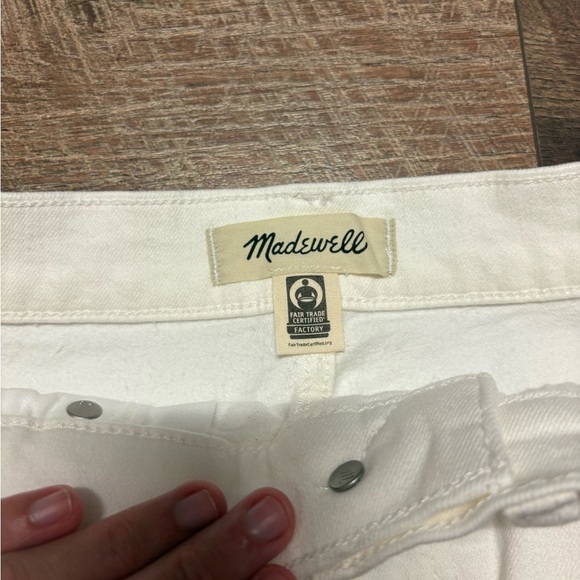 Madewell
FAIR TRADE
CERTIFIED
FACTORY
FairTradeCertified.org